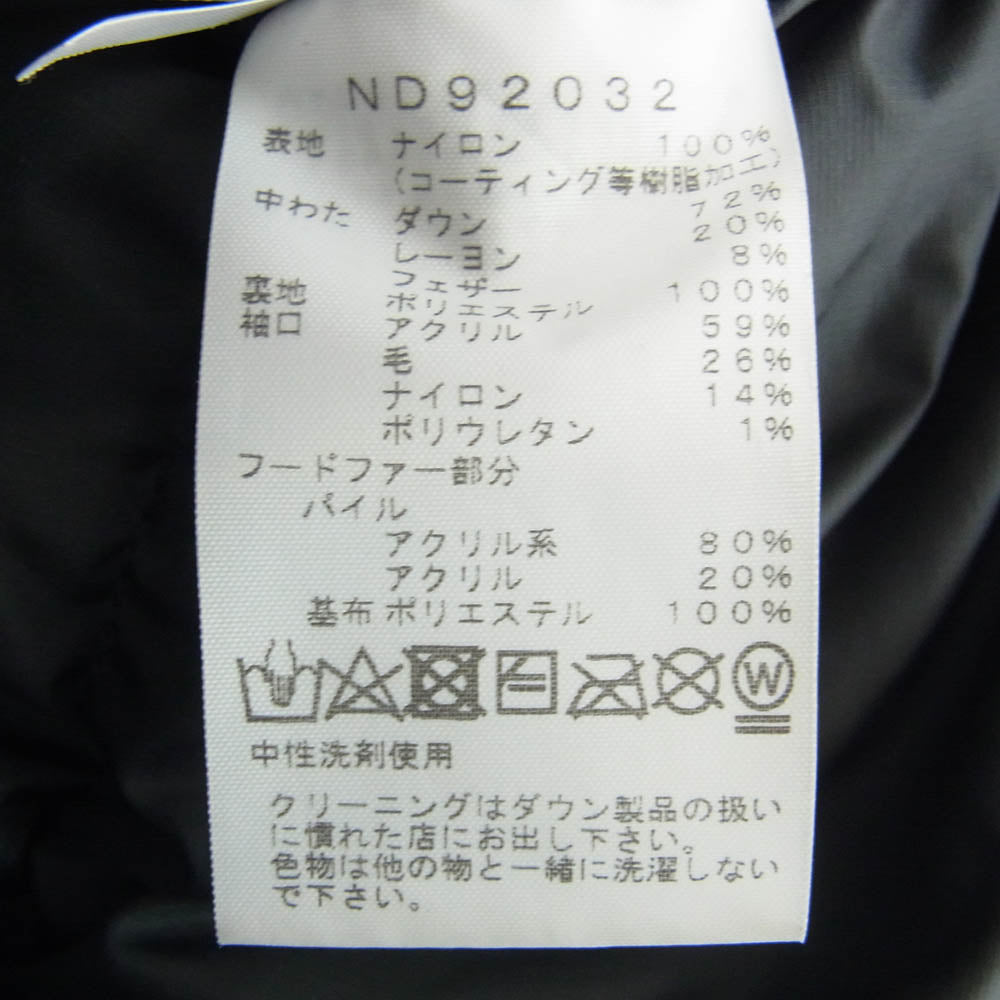 ND92032
表地 ナイロン 100%
(コーティング等樹脂加工)
中わた ダウン 72%
レーヨン 20%
フェザー 8%
裏地 ポリエステル 100%
袖口 アクリル 59%
毛 26%
ナイロン 14%
ポリウレタン 1%
フードファー部分
パイル
アクリル系 80%
アクリル 20%
基布 ポリエステル 100%
W
中性洗剤使用
クリーニングはダウン製品の扱い
に慣れた店にお出し下さい。
色物は他の物と一緒に洗濯しない
で下さい。